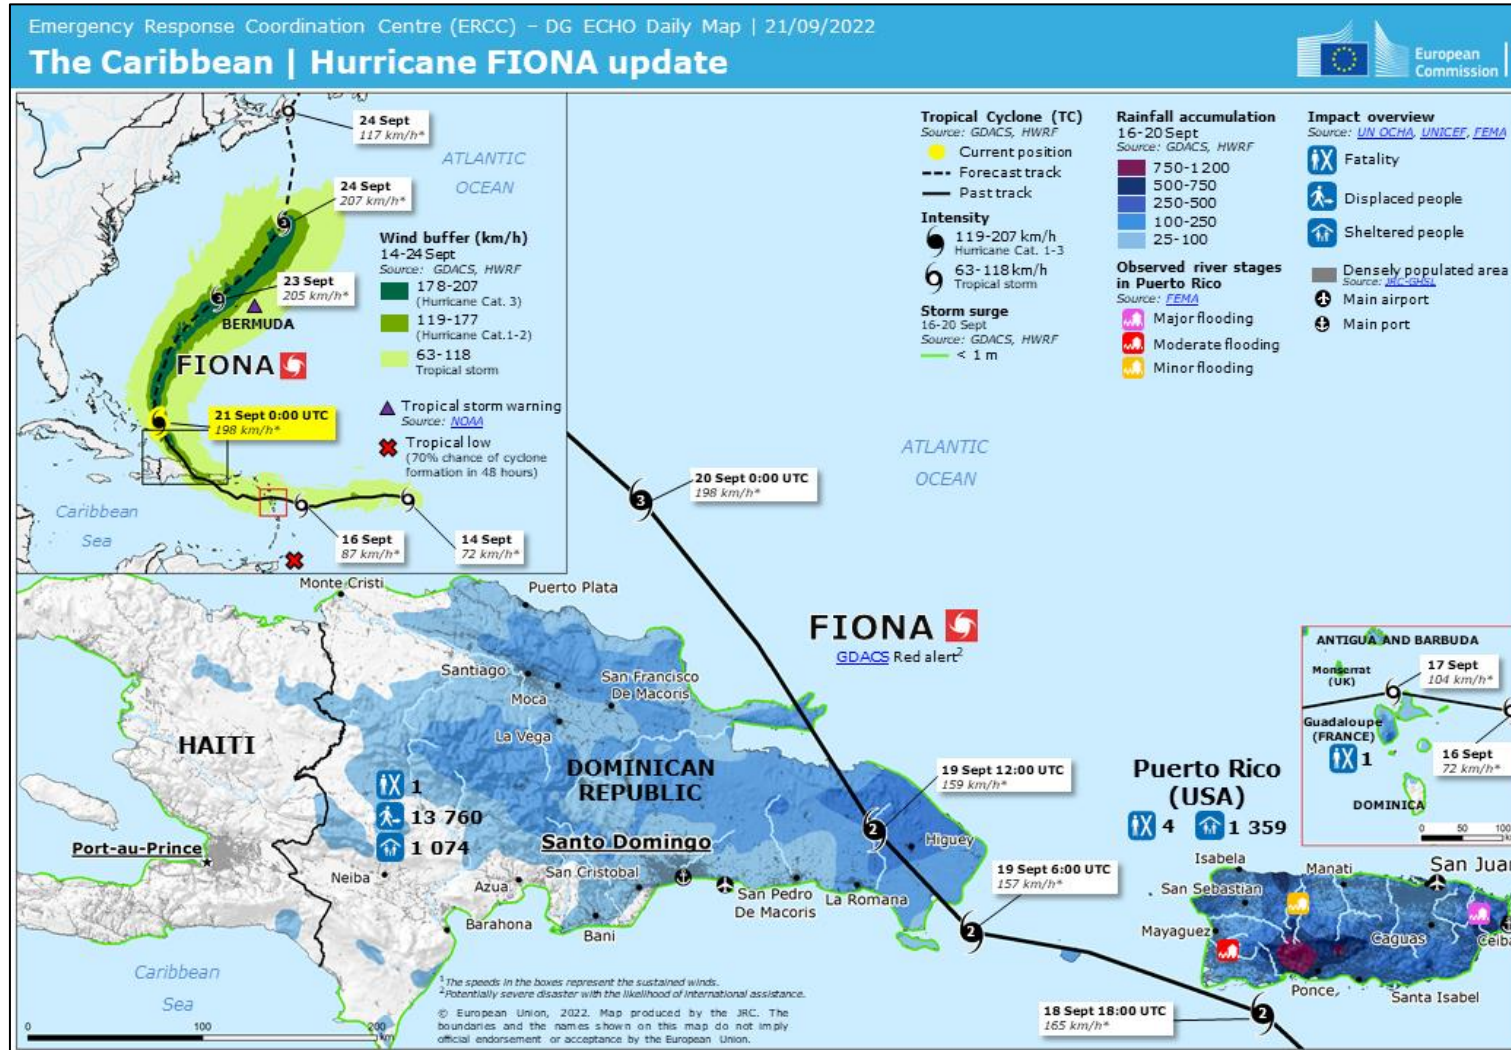 Emergency Response Coordination Centre (ERCC) – DG ECHO Daily Map | 21/09/2022
The Caribbean | Hurricane FIONA update
European
Commission
24 Sept
117 km/h*
ATLANTIC
OCEAN
24 Sept
207 km/h*
3
Wind buffer (km/h)
14-24 Sept
Source: GDACS, HWRF
178-207
(Hurricane Cat. 3)
119-177
(Hurricane Cat.1-2)
63-118
Tropical storm
23 Sept
205 km/h*
3
BERMUDA
FIONA
21 Sept 0:00 UTC
198 km/h*
Tropical storm warning
Source: NOAA
Tropical low
(70% chance of cyclone
formation in 48 hours)
Caribbean
Sea
16 Sept
87 km/h*
14 Sept
72 km/h*
Tropical Cyclone (TC)
Source: GDACS, HWRF
Current position
Forecast track
Past track
Intensity
119-207 km/h
Hurricane Cat. 1-3
63-118 km/h
Tropical storm
Storm surge
16-20 Sept
Source: GDACS, HWRF
< 1 m
Rainfall accumulation
16-20 Sept
Source: GDACS, HWRF
750-1200
500-750
250-500
100-250
25-100
Observed river stages
in Puerto Rico
Source: FEMA
Major flooding
Moderate flooding
Minor flooding
Impact overview
Source: UN OCHA, UNICEF, FEMA
Fatality
Displaced people
Sheltered people
Densely populated area
Source: JRC-GHSL
Main airport
Main port
ATLANTIC
OCEAN
3
20 Sept 0:00 UTC
198 km/h*
FIONA
GDACS Red alert2
Monte Cristi
Puerto Plata
Santiago
San Francisco
De Macoris
Moca
La Vega
HAITI
DOMINICAN
REPUBLIC
1
13 760
1 074
Port-au-Prince
Santo Domingo
Neiba
Azua
San Cristobal
Barahona
Bani
San Pedro
De Macoris
La Romana
Higuey
2
19 Sept 12:00 UTC
159 km/h*
2
19 Sept 6:00 UTC
157 km/h*
2
18 Sept 18:00 UTC
165 km/h*
Puerto Rico
(USA)
4
1 359
ANTIGUA AND BARBUDA
Monserrat
(UK)
17 Sept
104 km/h*
Guadaloupe
(FRANCE)
1
16 Sept
72 km/h*
DOMINICA
0 50 100
Isabela
Manati
San Juan
San Sebastian
Mayaguez
Caguas
Ceiba
Ponce
Santa Isabel
Caribbean
Sea
0 100 200
km
1The speeds in the boxes represent the sustained winds.
2Potentially severe disaster with the likelihood of international assistance.
© European Union, 2022. Map produced by the JRC. The
boundaries and the names shown on this map do not imply
official endorsement or acceptance by the European Union.